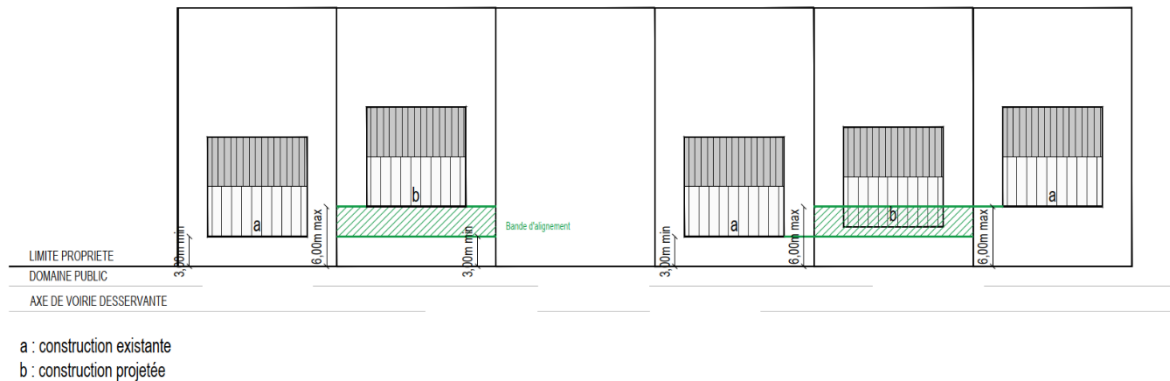 a
b
Bande d'alignement
a
b
a
3,00m min
6,00m max
3,00m min
3,00m min
6,00m max
6,00m max
LIMITE PROPRIETE
DOMAINE PUBLIC
AXE DE VOIRIE DESSERVANTE
a : construction existante
b : construction projetée